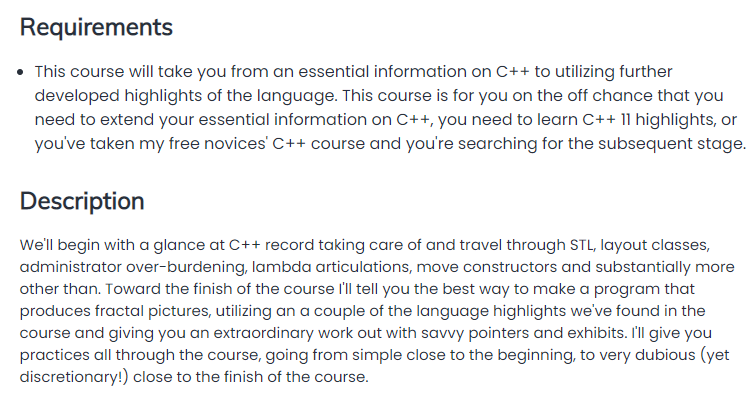 Requirements
This course will take you from an essential information on C++ to utilizing further
developed highlights of the language. This course is for you on the off chance that you
need to extend your essential information on C++, you need to learn C++ 11 highlights, or
you've taken my free novices' C++ course and you're searching for the subsequent stage.
Description
We'll begin with a glance at C++ record taking care of and travel through STL, layout classes,
administrator over-burdening, lambda articulations, move constructors and substantially more
other than. Toward the finish of the course I'll tell you the best way to make a program that
produces fractal pictures, utilizing an a couple of the language highlights we've found in the
course and giving you an extraordinary work out with savvy pointers and exhibits. I'll give you
practices all through the course, going from simple close to the beginning, to very dubious (yet
discretionary!) close to the finish of the course.